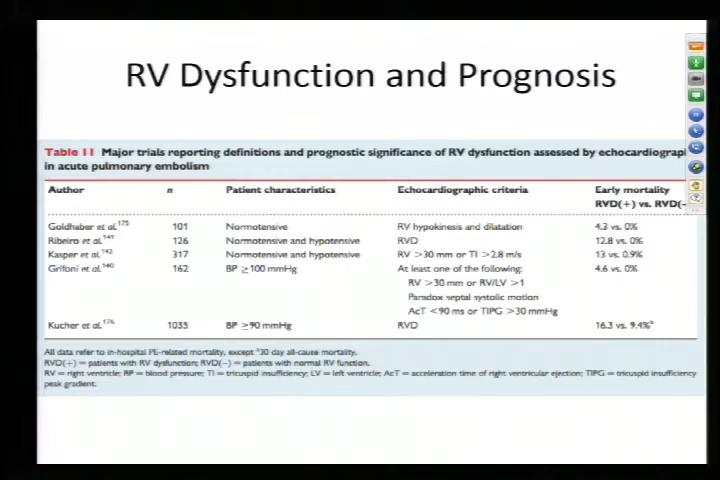 RV Dysfunction and Prognosis
Table 11 Major trials reporting definitions and prognostic significance of RV dysfunction assessed by echocardiograp
in acute pulmonary embolism
Author n Patient characteristics Echocardiographic criteria Early mortality
RVD(+) vs. RVD(-
Goldhaber et al.175 101 Normotensive RV hypokinesis and dilatation 4.3 vs. 0%
Ribeiro et al.141 126 Normotensive and hypotensive RVD 12.8 vs. 0%
Kasper et al.142 317 Normotensive and hypotensive RV >30 mm or TI >2.8 m/s 13 vs. 0.9%
Grifoni et al.140 162 BP ≥100 mmHg At least one of the following: 4.6 vs. 0%
RV >30 mm or RV/LV >1
Paradox septal systolic motion
AcT <90 ms or TIPG >30 mmHg
Kucher et al.176 1035 BP ≥90 mmHg RVD 16.3 vs. 9.4%a
All data refer to in-hospital PE-related mortality, except a30 day all-cause mortality.
RVD(+) = patients with RV dysfunction; RVD(-) = patients with normal RV function.
RV = right ventricle; BP = blood pressure; TI = tricuspid insufficiency; LV = left ventricle; AcT = acceleration time of right ventricular ejection; TIPG = tricuspid insufficiency
peak gradient.